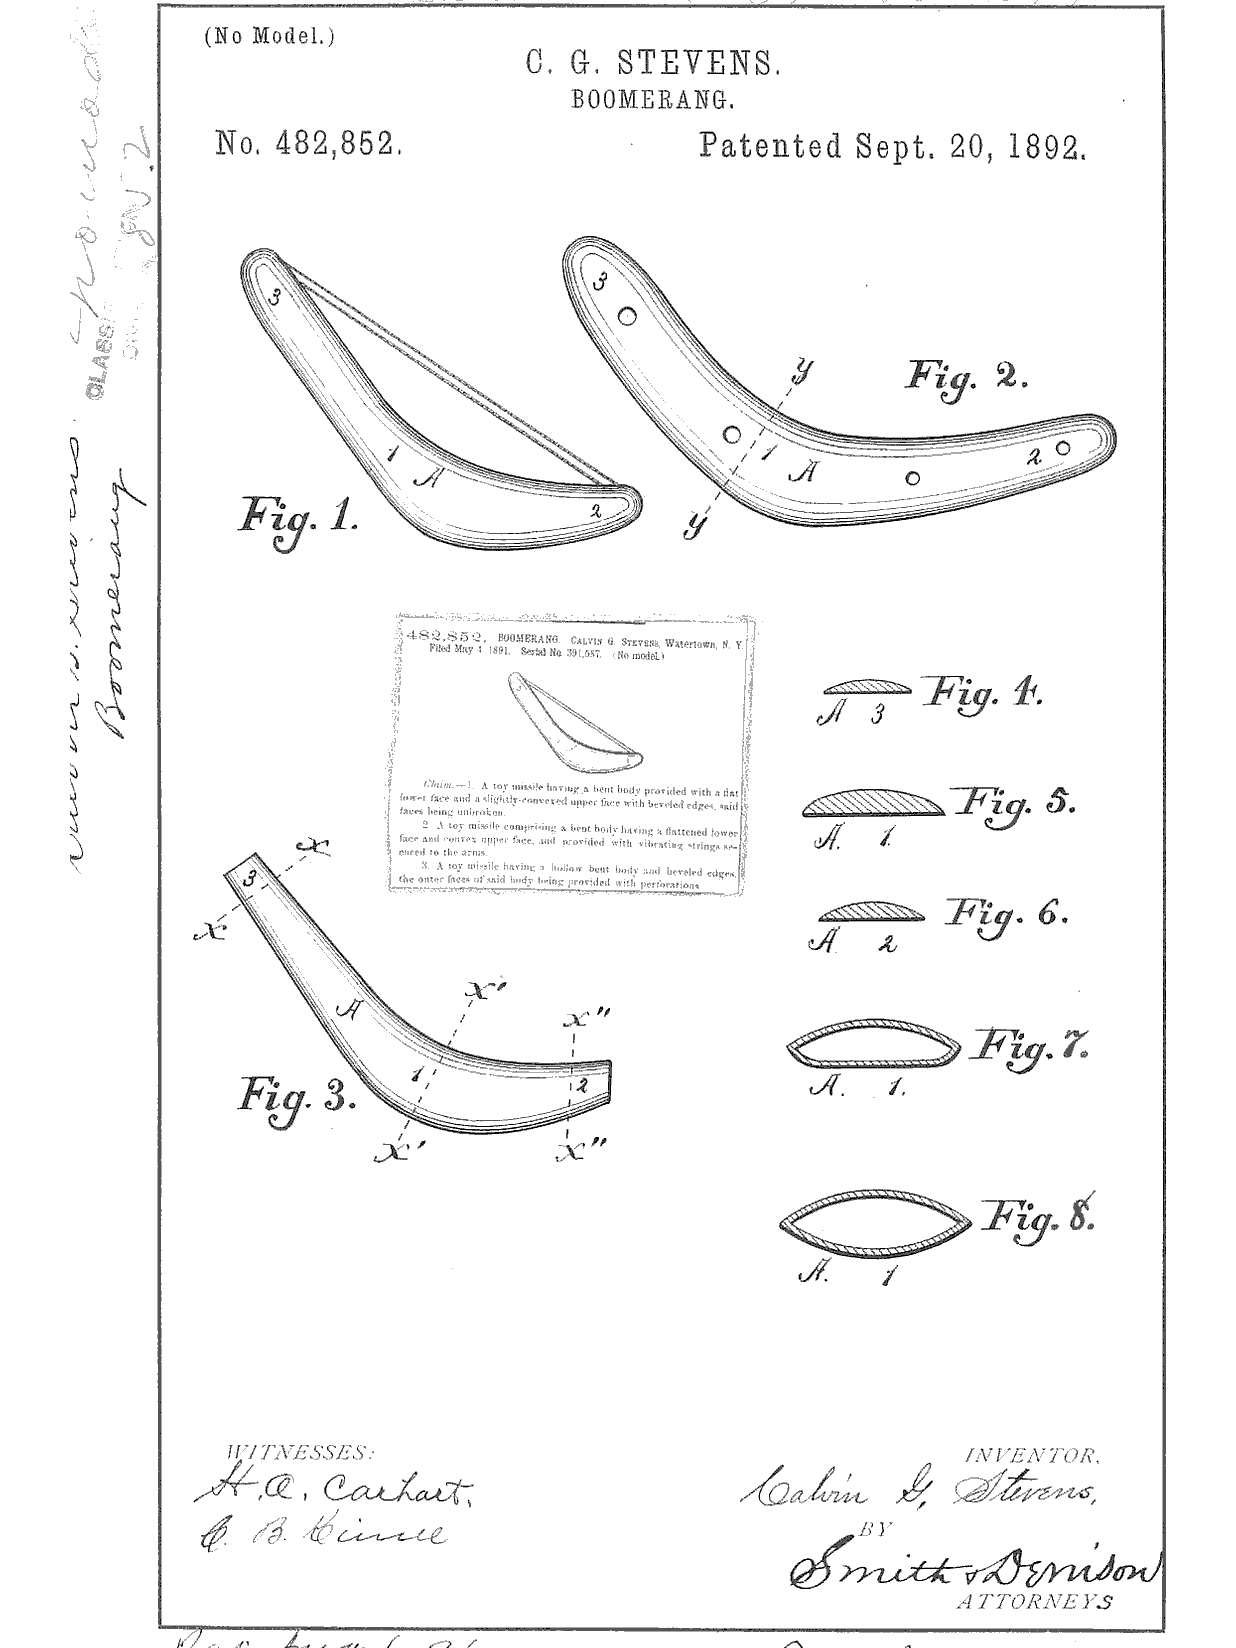 (No Model.)
C. G. STEVENS.
BOOMERANG.
No. 482,852.
Patented Sept. 20, 1892.
3
1 A
2
Fig. 1.
3
y
Fig. 2.
1 A
2
y
482,852. BOOMERANG. CALVIN G. STEVENS, Watertown, N. Y.
Filed May 4 1891. Serial No. 391,587. (No model.)
Claim.—1. A toy missile having a bent body provided with a flat
lower face and a slightly-convexed upper face with beveled edges, said
faces being unbroken.
2. A toy missile comprising a bent body having a flattened lower
face and convex upper face, and provided with vibrating strings se-
cured to the arms.
3. A toy missile having a hollow bent body and beveled edges,
the outer faces of said body being provided with perforations
A 3
Fig. 4.
A. 1.
Fig. 5.
A 2
Fig. 6.
A. 1.
Fig. 7.
A. 1
Fig. 8.
x
3
x
A
x'
x"
1
2
Fig. 3.
x'
x"
WITNESSES:
H. A. Carhart,
C. B. Kinne
INVENTOR,
Calvin G. Stevens,
BY
Smith & Denison
ATTORNEYS
Boomerang
CLASS
DIV.